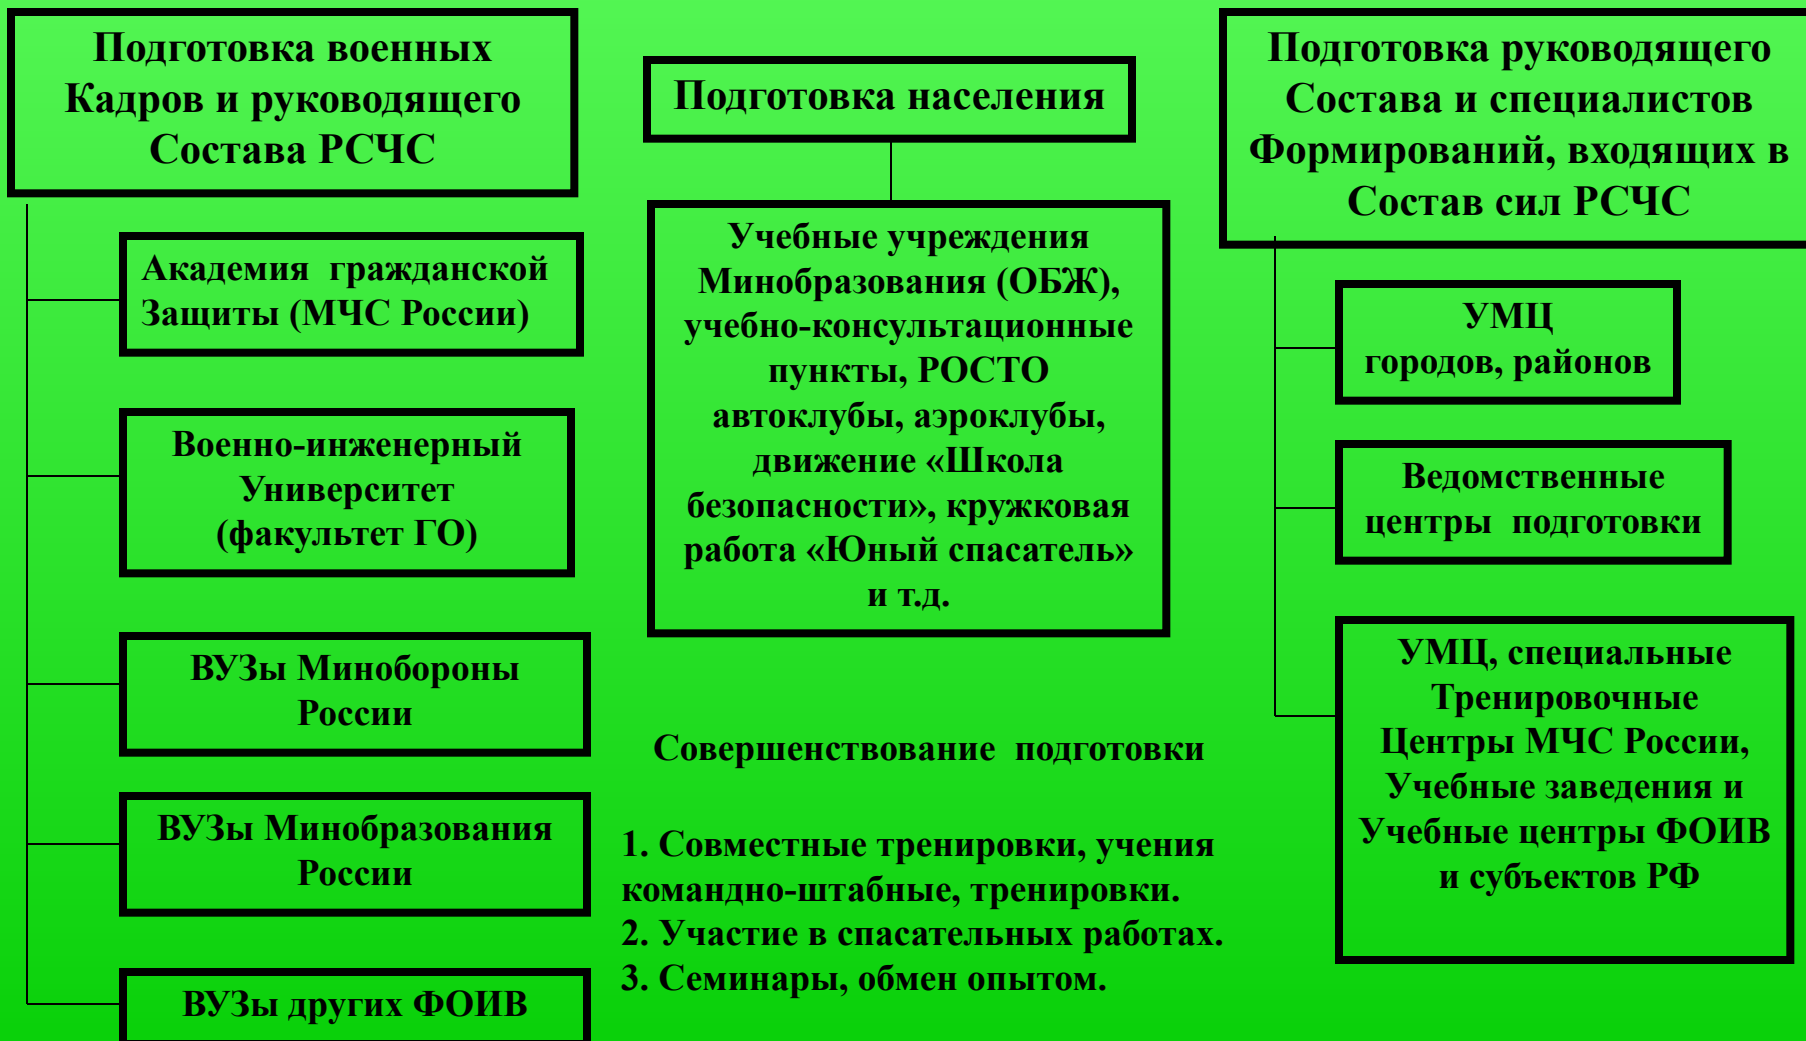 Подготовка военных
Кадров и руководящего
Состава РСЧС
Академия гражданской
Защиты (МЧС России)
Военно-инженерный
Университет
(факультет ГО)
ВУЗы Минобороны
России
ВУЗы Минобразования
России
ВУЗы других ФОИВ
Подготовка населения
Учебные учреждения
Минобразования (ОБЖ),
учебно-консультационные
пункты, РОСТО
автоклубы, аэроклубы,
движение «Школа
безопасности», кружковая
работа «Юный спасатель»
и т.д.
Совершенствование подготовки
1. Совместные тренировки, учения
командно-штабные, тренировки.
2. Участие в спасательных работах.
3. Семинары, обмен опытом.
Подготовка руководящего
Состава и специалистов
Формирований, входящих в
Состав сил РСЧС
УМЦ
городов, районов
Ведомственные
центры подготовки
УМЦ, специальные
Тренировочные
Центры МЧС России,
Учебные заведения и
Учебные центры ФОИВ
и субъектов РФ